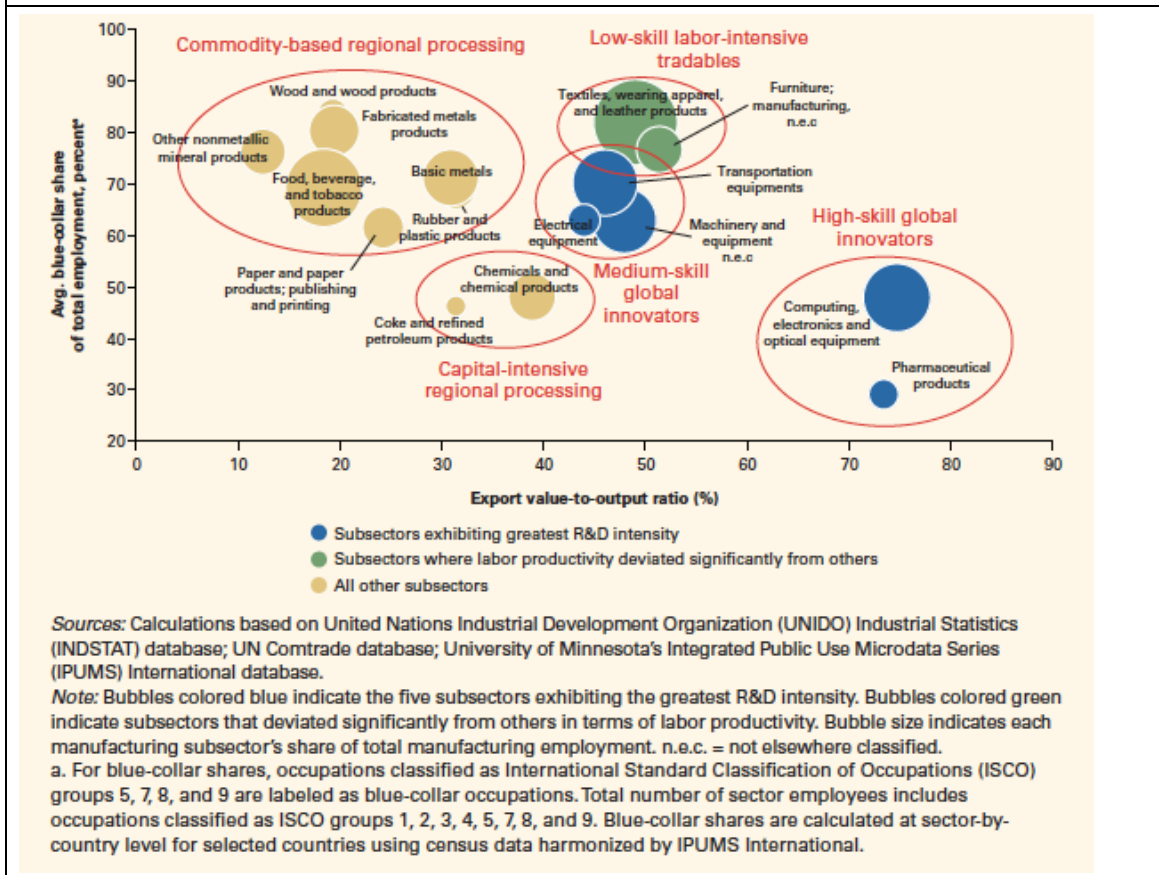 Commodity-based regional processing
Low-skill labor-intensive
tradables
Wood and wood products
Fabricated metals
products
Other nonmetallic
mineral products
Food, beverage,
and tobacco
products
Basic metals
Rubber and
plastic products
Paper and paper
products; publishing
and printing
Textiles, wearing apparel,
and leather products
Furniture;
manufacturing,
n.e.c
Transportation
equipments
Electrical
equipment
Machinery and
equipment
n.e.c
Medium-skill
global
innovators
High-skill global
innovators
Computing,
electronics and
optical equipment
Pharmaceutical
products
Chemicals and
chemical products
Coke and refined
petroleum products
Capital-intensive
regional processing
Avg. blue-collar share
of total employment, percentª
100
90
80
70
60
50
40
30
20
0 10 20 30 40 50 60 70 80 90
Export value-to-output ratio (%)
Subsectors exhibiting greatest R&D intensity
Subsectors where labor productivity deviated significantly from others
All other subsectors
Sources: Calculations based on United Nations Industrial Development Organization (UNIDO) Industrial Statistics
(INDSTAT) database; UN Comtrade database; University of Minnesota's Integrated Public Use Microdata Series
(IPUMS) International database.
Note: Bubbles colored blue indicate the five subsectors exhibiting the greatest R&D intensity. Bubbles colored green
indicate subsectors that deviated significantly from others in terms of labor productivity. Bubble size indicates each
manufacturing subsector's share of total manufacturing employment. n.e.c. = not elsewhere classified.
a. For blue-collar shares, occupations classified as International Standard Classification of Occupations (ISCO)
groups 5, 7, 8, and 9 are labeled as blue-collar occupations. Total number of sector employees includes
occupations classified as ISCO groups 1, 2, 3, 4, 5, 7, 8, and 9. Blue-collar shares are calculated at sector-by-
country level for selected countries using census data harmonized by IPUMS International.